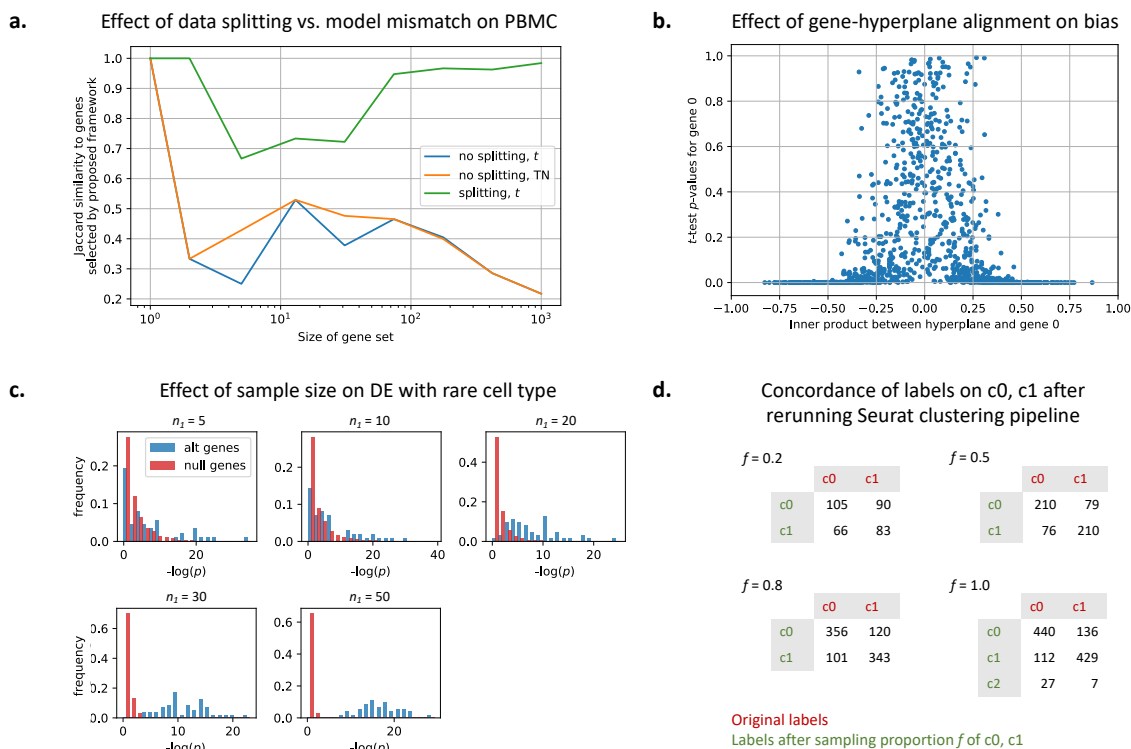 a. Effect of data splitting vs. model mismatch on PBMC
1.0
0.9
0.8
0.7
0.6
0.5
0.4
0.3
0.2
Jaccard similarity to genes
selected by proposed framework
no splitting, t
no splitting, TN
splitting, t
10⁰ 10¹ 10² 10³
Size of gene set
b. Effect of gene-hyperplane alignment on bias
1.0
0.8
0.6
0.4
0.2
0.0
t-test p-values for gene 0
−1.00 −0.75 −0.50 −0.25 0.00 0.25 0.50 0.75 1.00
Inner product between hyperplane and gene 0
c. Effect of sample size on DE with rare cell type
n₁ = 5
alt genes
null genes
frequency
0.2
0.1
0.0
0 20
-log(p)
n₁ = 10
0.3
0.2
0.1
0.0
0 20 40
-log(p)
n₁ = 20
0.4
0.2
0.0
0 10 20
-log(p)
n₁ = 30
frequency
0.6
0.4
0.2
0.0
0 10 20
-log(p)
n₁ = 50
0.6
0.4
0.2
0.0
0 10 20
-log(p)
d. Concordance of labels on c0, c1 after
rerunning Seurat clustering pipeline
f = 0.2
c0 c1
c0 105 90
c1 66 83
f = 0.5
c0 c1
c0 210 79
c1 76 210
f = 0.8
c0 c1
c0 356 120
c1 101 343
f = 1.0
c0 c1
c0 440 136
c1 112 429
c2 27 7
Original labels
Labels after sampling proportion f of c0, c1